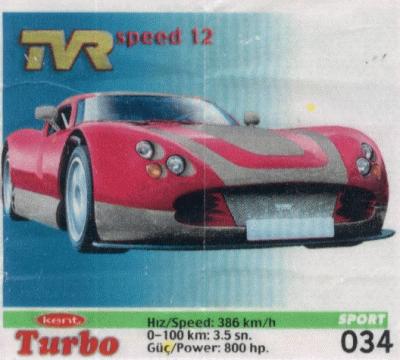 TVR speed 12
kent
Turbo
Hız/Speed: 386 km/h
0-100 km: 3.5 sn.
Güç/Power: 800 hp.
SPORT
034